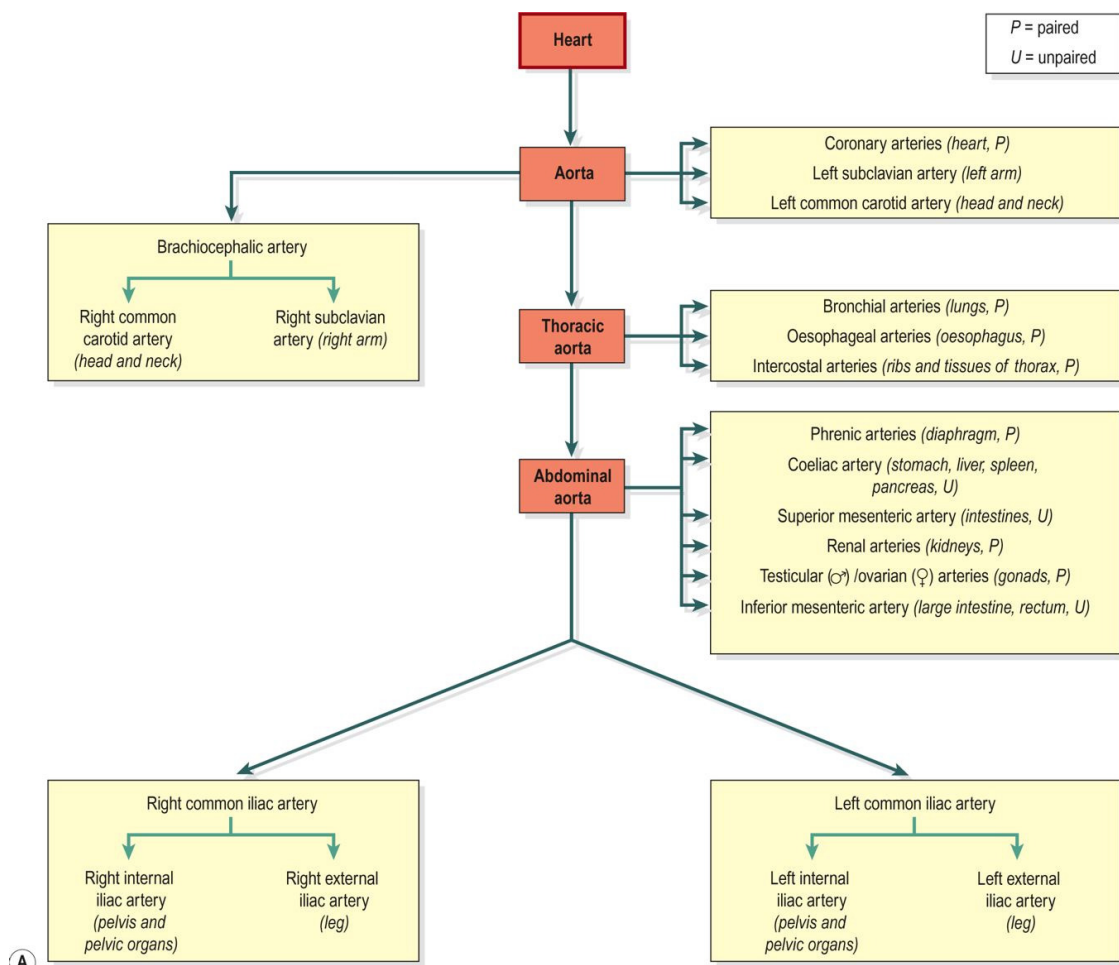 Heart
P = paired
U = unpaired
Aorta
Coronary arteries (heart, P)
Left subclavian artery (left arm)
Left common carotid artery (head and neck)
Brachiocephalic artery
Right common
carotid artery
(head and neck)
Right subclavian
artery (right arm)
Thoracic
aorta
Bronchial arteries (lungs, P)
Oesophageal arteries (oesophagus, P)
Intercostal arteries (ribs and tissues of thorax, P)
Abdominal
aorta
Phrenic arteries (diaphragm, P)
Coeliac artery (stomach, liver, spleen,
pancreas, U)
Superior mesenteric artery (intestines, U)
Renal arteries (kidneys, P)
Testicular (♂) /ovarian (♀) arteries (gonads, P)
Inferior mesenteric artery (large intestine, rectum, U)
Right common iliac artery
Right internal
iliac artery
(pelvis and
pelvic organs)
Right external
iliac artery
(leg)
Left common iliac artery
Left internal
iliac artery
(pelvis and
pelvic organs)
Left external
iliac artery
(leg)
A